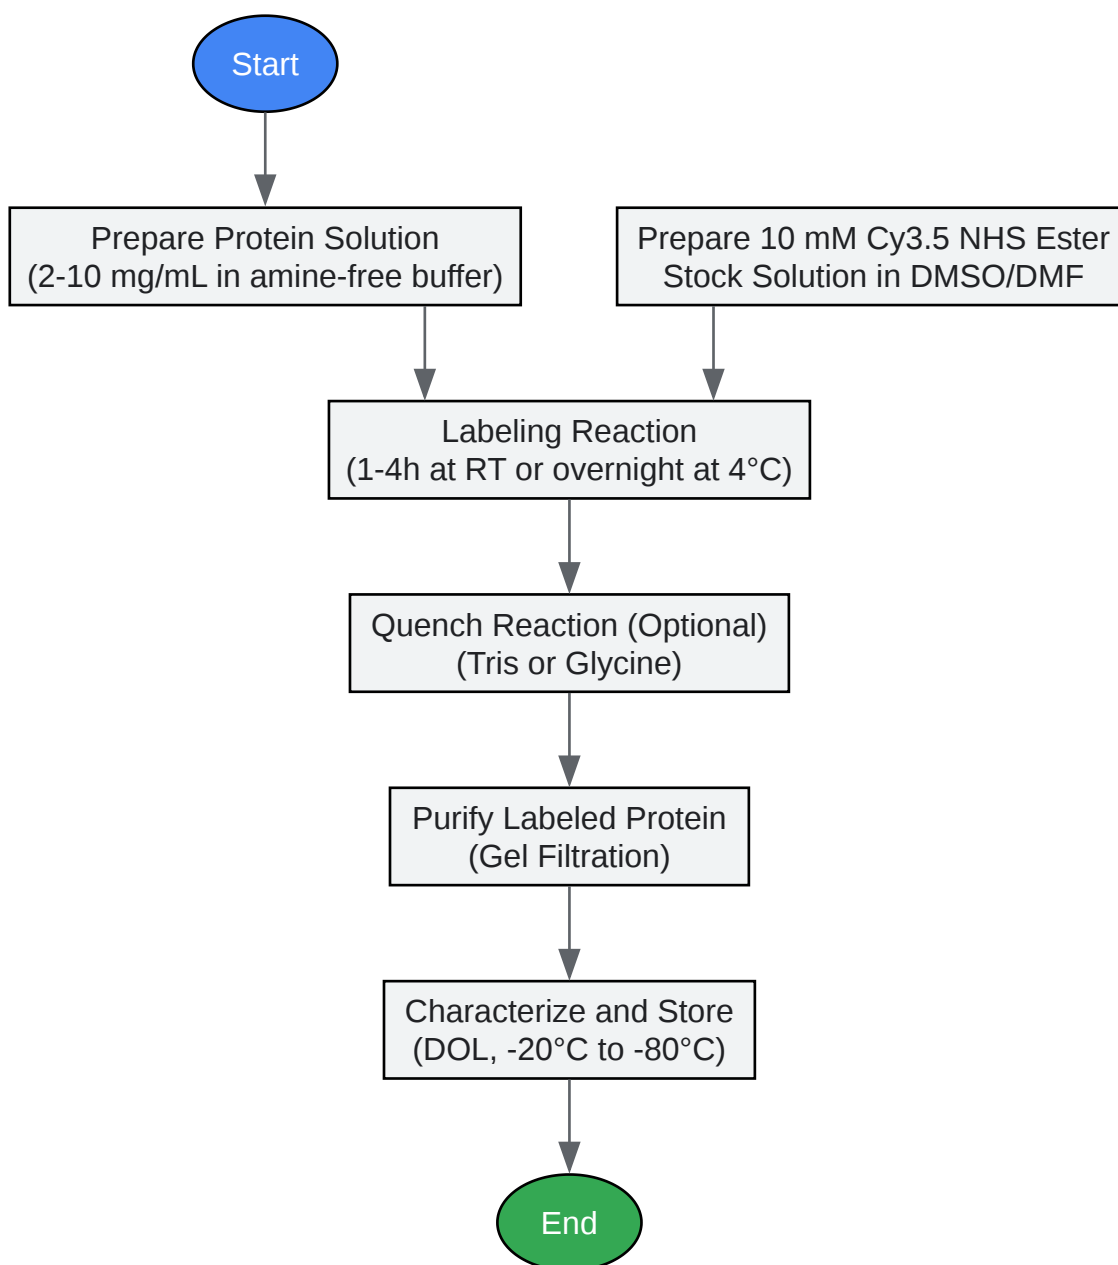 Start
Prepare Protein Solution
(2-10 mg/mL in amine-free buffer)
Prepare 10 mM Cy3.5 NHS Ester
Stock Solution in DMSO/DMF
Labeling Reaction
(1-4h at RT or overnight at 4°C)
Quench Reaction (Optional)
(Tris or Glycine)
Purify Labeled Protein
(Gel Filtration)
Characterize and Store
(DOL, -20°C to -80°C)
End